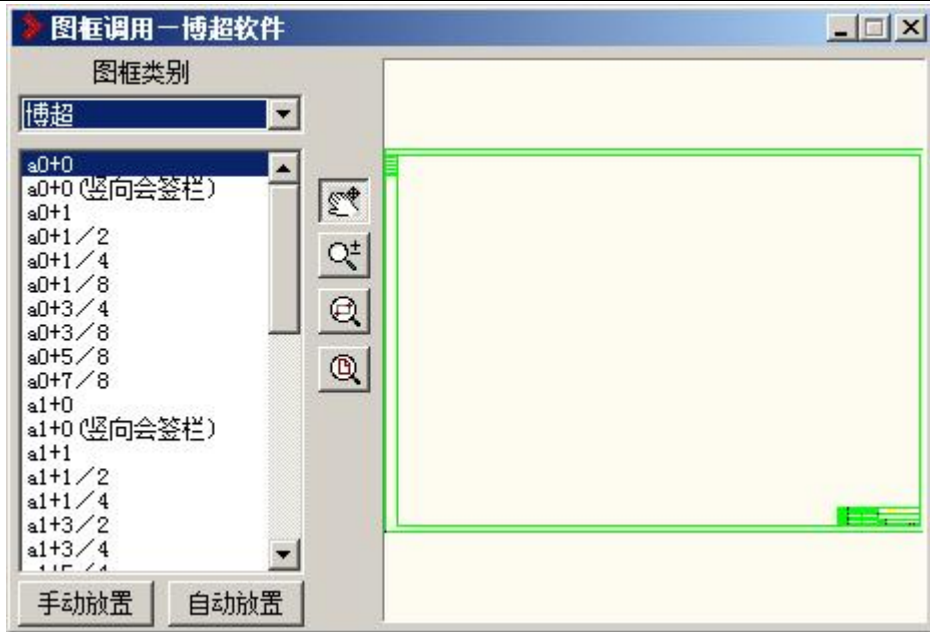 图框调用－博超软件
图框类别
博超
a0+0
a0+0(竖向会签栏)
a0+1
a0+1／2
a0+1／4
a0+1／8
a0+3／4
a0+3／8
a0+5／8
a0+7／8
a1+0
a1+0(竖向会签栏)
a1+1
a1+1／2
a1+1／4
a1+3／2
a1+3／4
手动放置
自动放置